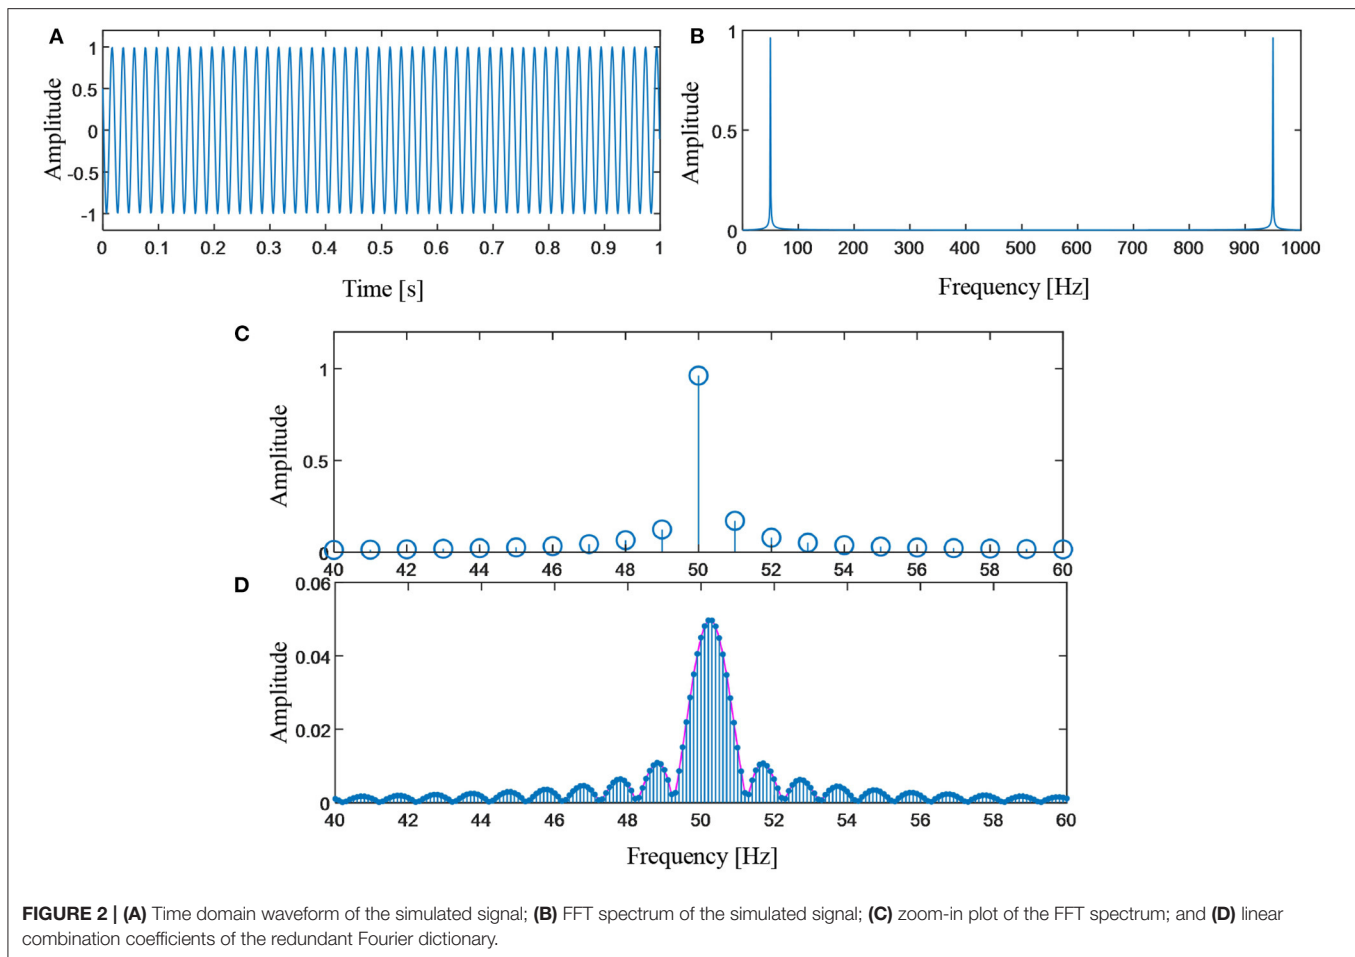 A
Amplitude
1
0.5
0
-0.5
-1
0 0.1 0.2 0.3 0.4 0.5 0.6 0.7 0.8 0.9 1
Time [s]
B
Amplitude
1
0.5
0
0 100 200 300 400 500 600 700 800 900 1000
Frequency [Hz]
C
Amplitude
1
0.5
0
40 42 44 46 48 50 52 54 56 58 60
D
Amplitude
0.06
0.04
0.02
0
40 42 44 46 48 50 52 54 56 58 60
Frequency [Hz]
FIGURE 2 | (A) Time domain waveform of the simulated signal; (B) FFT spectrum of the simulated signal; (C) zoom-in plot of the FFT spectrum; and (D) linear
combination coefficients of the redundant Fourier dictionary.